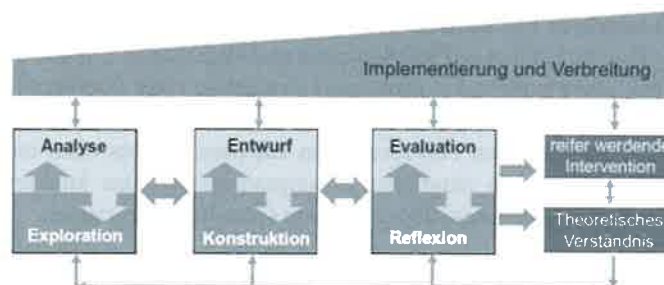 Implementierung und Verbreitung
Analyse
Exploration
Entwurf
Konstruktion
Evaluation
Reflexion
reifer werdende
Intervention
Theoretisches
Verständnis